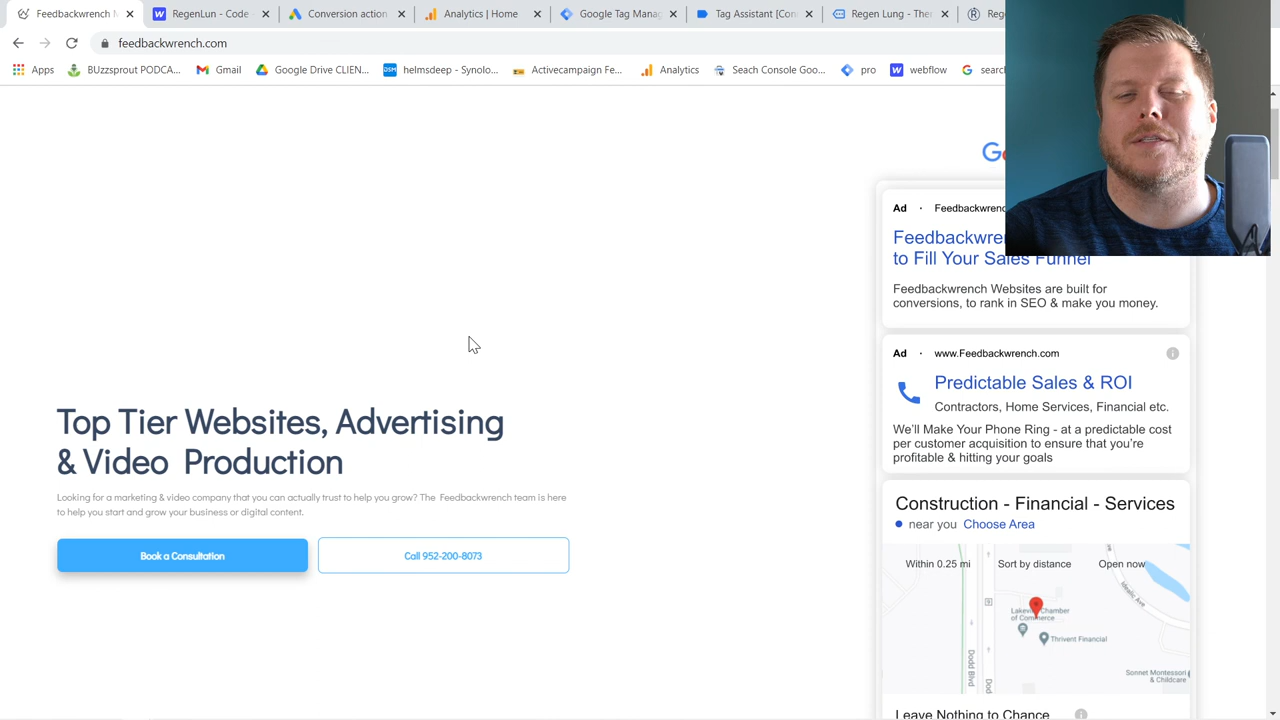 Feedbackwrench M
RegenLun - Code
Conversion action
Analytics | Home
Google Tag Manag
Tag Assistant [Con
Regen Lung - Ther
Reg
feedbackwrench.com
Apps
BUzzsprout PODCA...
Gmail
Google Drive CLIEN...
helmsdeep - Synolo...
Activecampaign Fe...
Analytics
Seach Console Goo...
pro
webflow
search
Ad · Feedbackwrenc
Feedbackwre
to Fill Your Sales Funnel
Feedbackwrench Websites are built for
conversions, to rank in SEO & make you money.
Ad · www.Feedbackwrench.com
Predictable Sales & ROI
Contractors, Home Services, Financial etc.
We'll Make Your Phone Ring - at a predictable cost
per customer acquisition to ensure that you're
profitable & hitting your goals
Top Tier Websites, Advertising
& Video Production
Looking for a marketing & video company that you can actually trust to help you grow? The Feedbackwrench team is here
to help you start and grow your business or digital content.
Book a Consultation
Call 952-200-8073
Construction - Financial - Services
near you Choose Area
Within 0.25 mi
Sort by distance
Open now
Idealic Ave
Lakeville Chamber
of Commerce
Thrivent Financial
Dodd Blvd
Sonnet Montessori
& Childcare
Leave Nothing to Chance